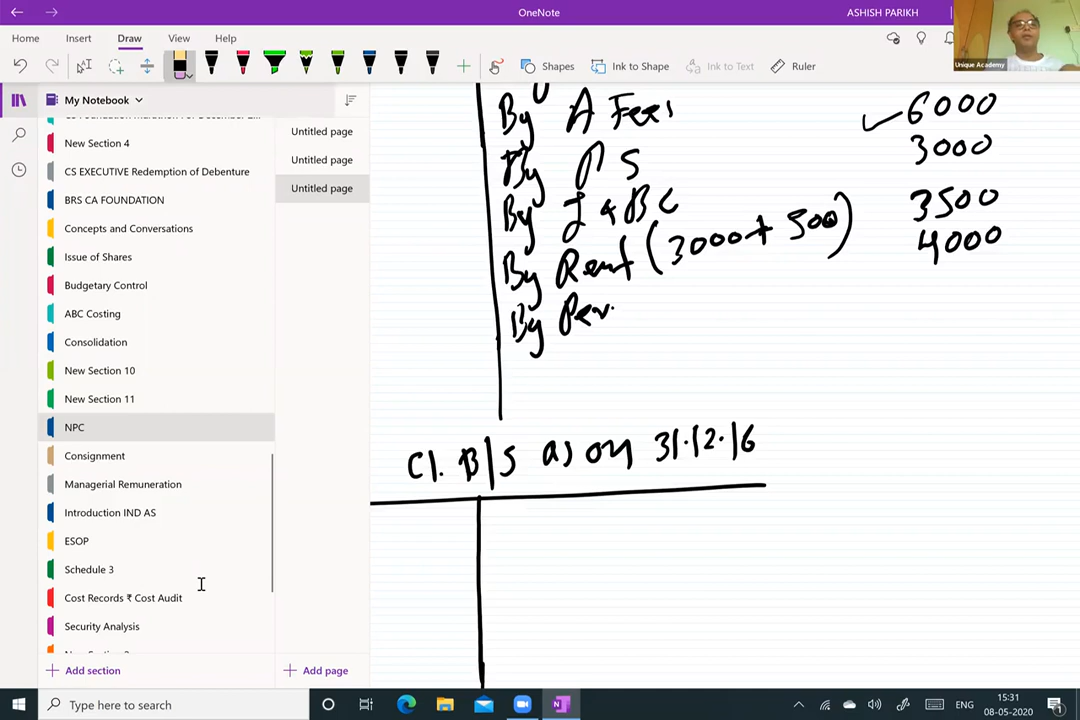 OneNote
ASHISH PARIKH
Home Insert Draw View Help
Shapes Ink to Shape Ink to Text Ruler
Unique Academy
My Notebook
New Section 4
CS EXECUTIVE Redemption of Debenture
BRS CA FOUNDATION
Concepts and Conversations
Issue of Shares
Budgetary Control
ABC Costing
Consolidation
New Section 10
New Section 11
NPC
Consignment
Managerial Remuneration
Introduction IND AS
ESOP
Schedule 3
Cost Records ₹ Cost Audit
Security Analysis
Add section
Untitled page
Untitled page
Untitled page
Add page
By A Fees 6000
By P S 3000
By L & BC 3500
By Rent (3000+500) 4000
By Per.
Cl. B/S as on 31.12.16
Type here to search
ENG
15:31
08-05-2020
1